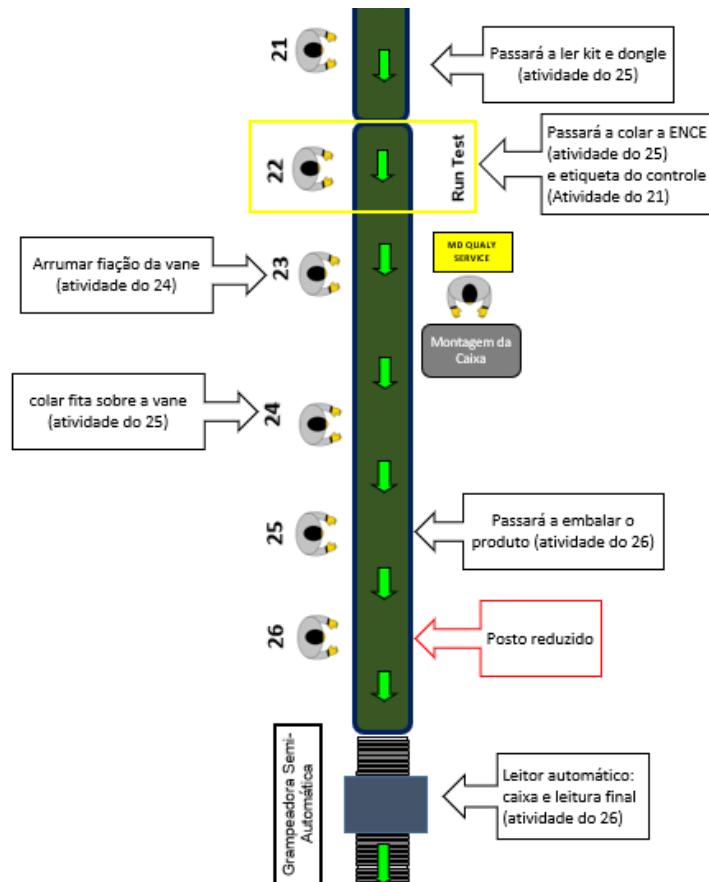 21
Passará a ler kit e dongle
(atividade do 25)
22
Run Test
Passará a colar a ENCE
(atividade do 25)
e etiqueta do controle
(Atividade do 21)
Arrumar fiação da vane
(atividade do 24)
23
MD QUALY
SERVICE
Montagem da
Caixa
colar fita sobre a vane
(atividade do 25)
24
25
Passará a embalar o
produto (atividade do 26)
26
Posto reduzido
Grampeadora Semi-
Automática
Leitor automático:
caixa e leitura final
(atividade do 26)